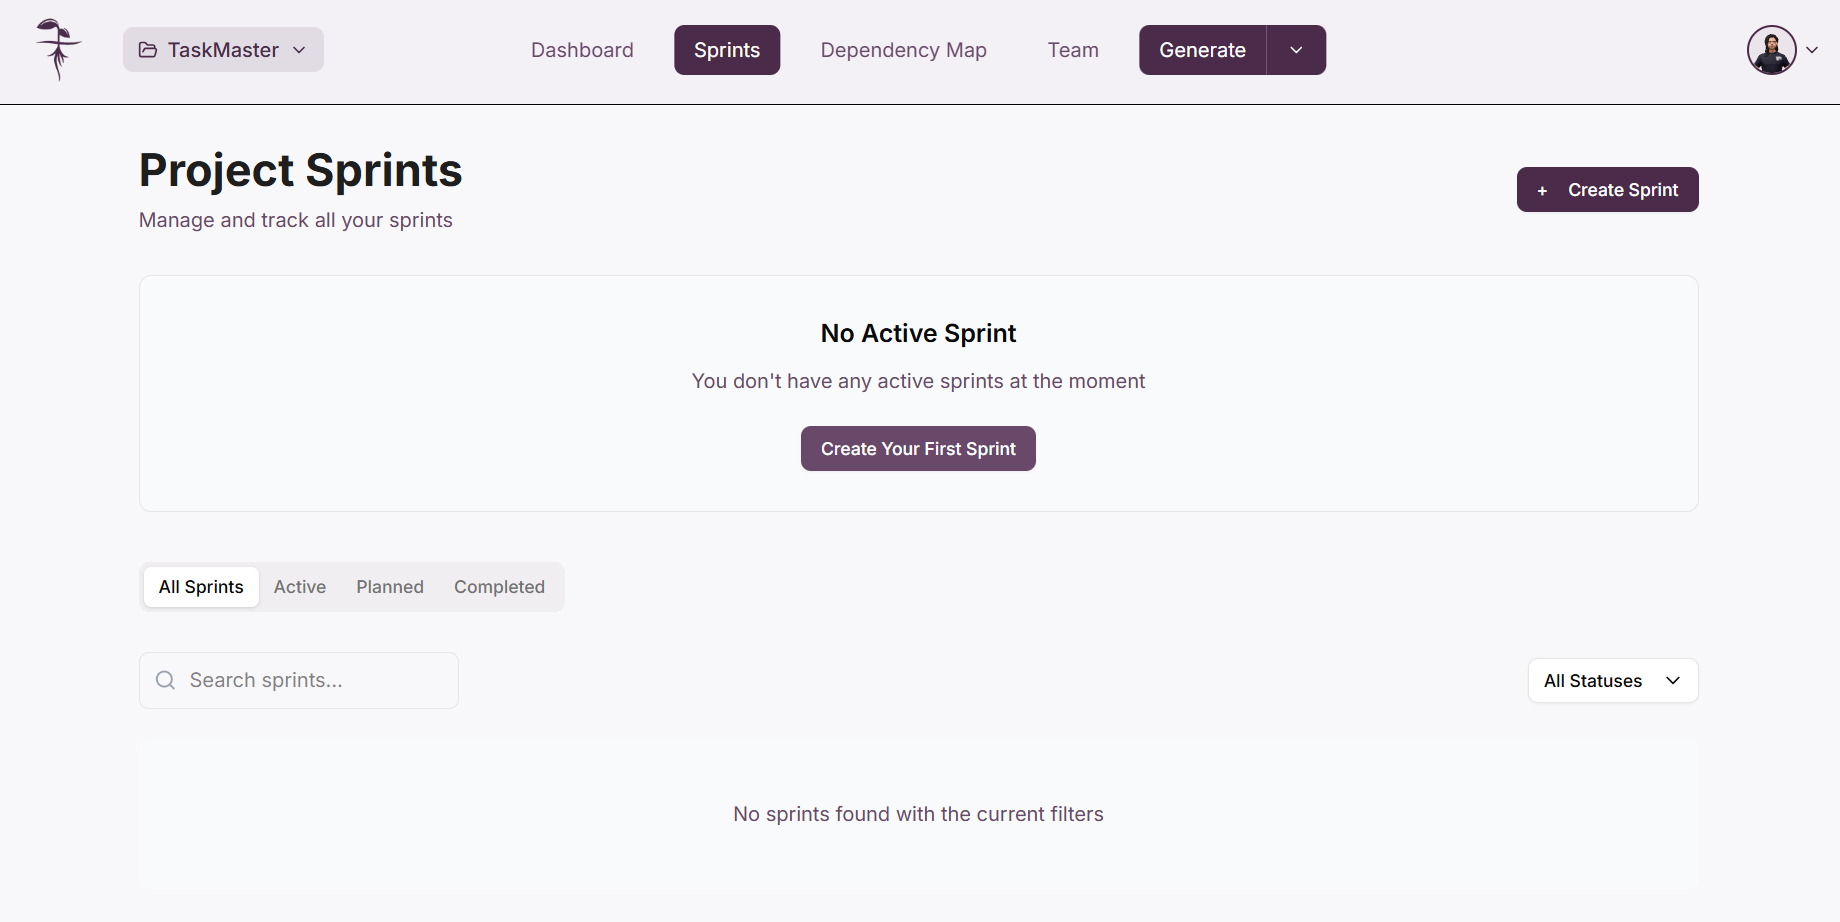 TaskMaster
Dashboard
Sprints
Dependency Map
Team
Generate
Project Sprints
Manage and track all your sprints
+ Create Sprint
No Active Sprint
You don't have any active sprints at the moment
Create Your First Sprint
All Sprints
Active
Planned
Completed
Search sprints...
All Statuses
No sprints found with the current filters